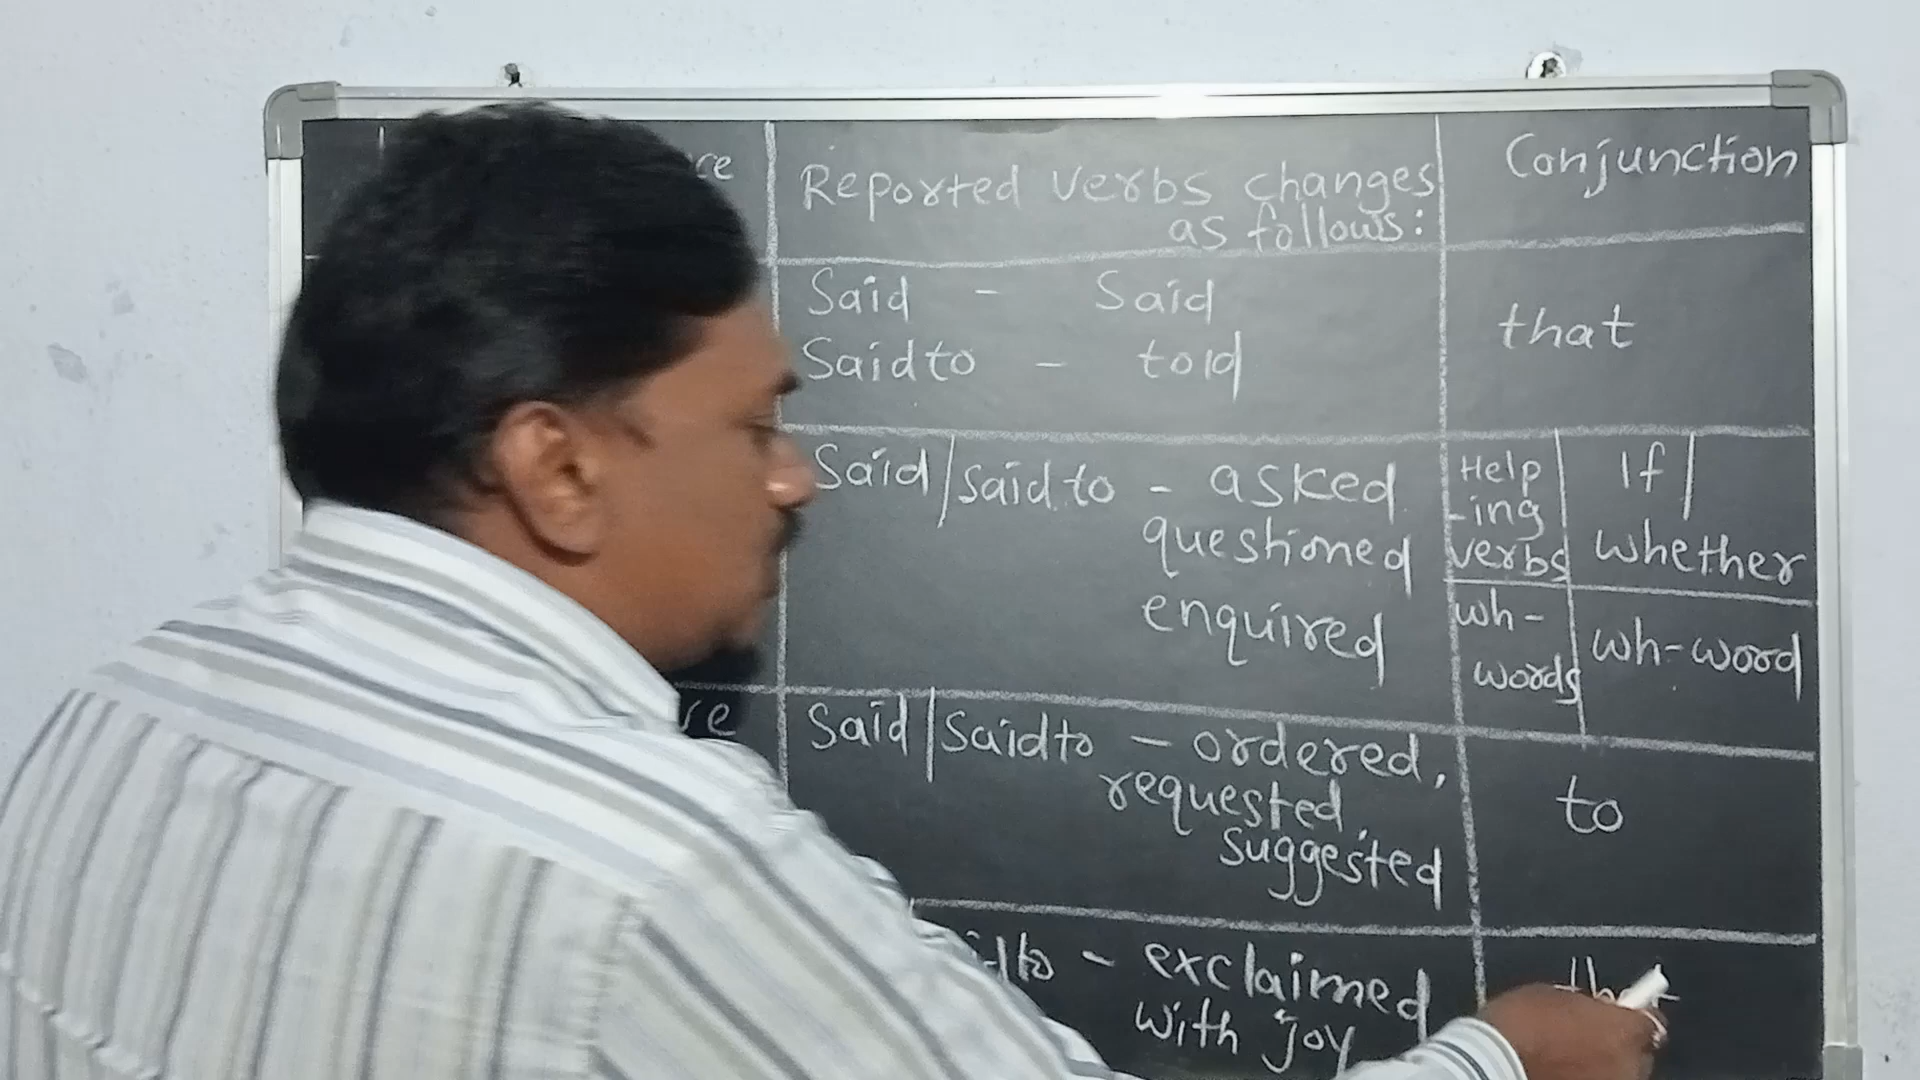 Reported verbs changes
as follows:
Conjunction
Said - Said
Said to - told
that
Said/said to - asked
questioned
enquired
Help
-ing
verbs
If/
whether
wh-
words
wh-word
Said/Said to - ordered,
requested,
suggested
to
- exclaimed
with joy
that